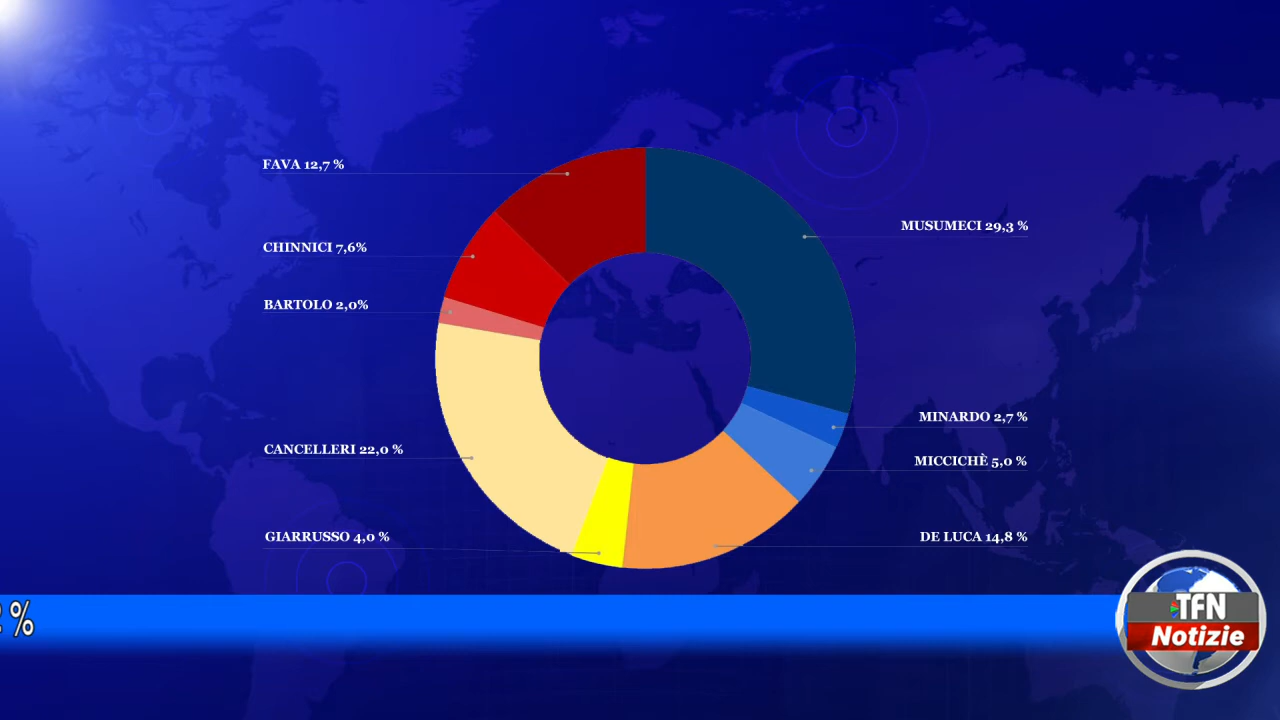 FAVA 12,7 %
MUSUMECI 29,3 %
CHINNICI 7,6%
BARTOLO 2,0%
MINARDO 2,7 %
CANCELLERI 22,0 %
MICCICHÈ 5,0 %
GIARRUSSO 4,0 %
DE LUCA 14,8 %
%
TFN
Notizie